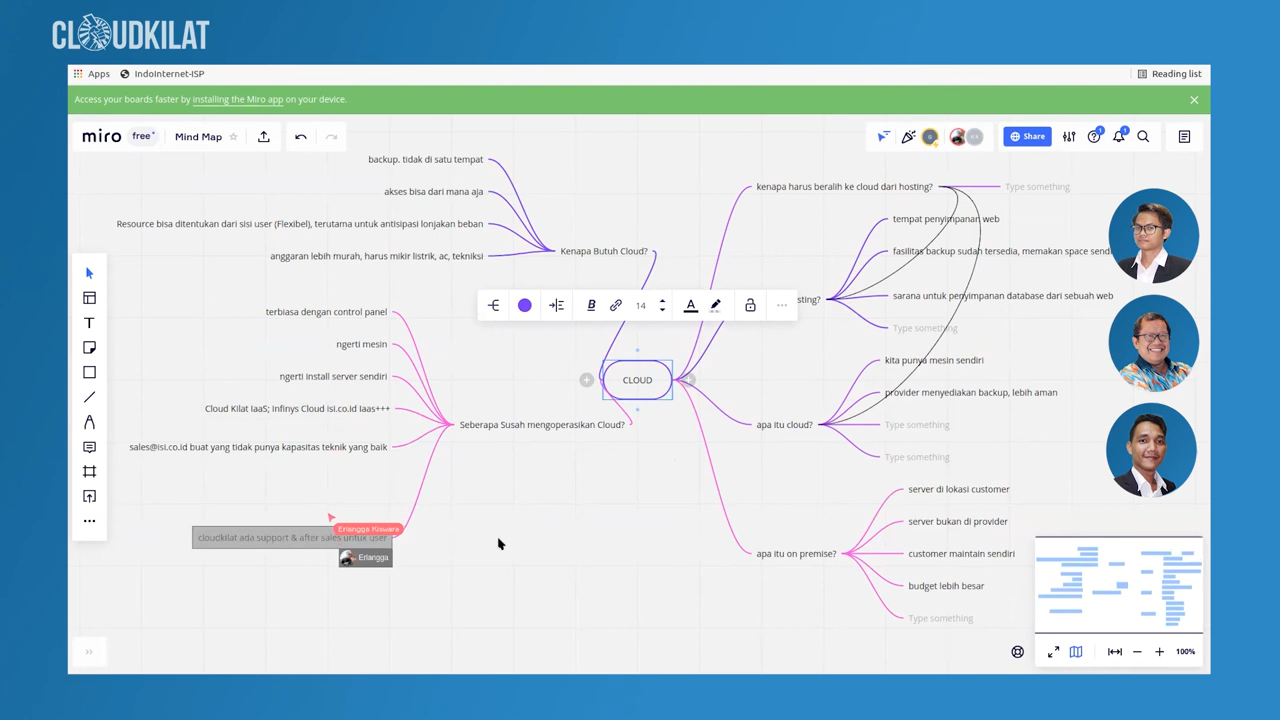 CLOUDKILAT
Apps
IndoInternet-ISP
Reading list
Access your boards faster by installing the Miro app on your device.
miro
free
Mind Map
Share
1
1
backup. tidak di satu tempat
akses bisa dari mana aja
Resource bisa ditentukan dari sisi user (Flexibel), terutama untuk antisipasi lonjakan beban
anggaran lebih murah, harus mikir listrik, ac, tekniksi
Kenapa Butuh Cloud?
kenapa harus beralih ke cloud dari hosting?
Type something
tempat penyimpanan web
fasilitas backup sudah tersedia, memakan space
sting?
sarana untuk penyimpanan database dari sebuah web
Type something
B
14
A
terbiasa dengan control panel
ngerti mesin
ngerti install server sendiri
Cloud Kilat IaaS; Infinys Cloud isi.co.id Iaas+++
sales@isi.co.id buat yang tidak punya kapasitas teknik yang baik
Seberapa Susah mengoperasikan Cloud?
CLOUD
kita punya mesin sendiri
provider menyediakan backup, lebih aman
apa itu cloud?
Type something
Type something
cloudkilat ada support & after sales untuk user
Erlangga Kiswara
Erlangga
server di lokasi customer
server bukan di provider
apa itu on premise?
customer maintain sendiri
budget lebih besar
Type something
100%